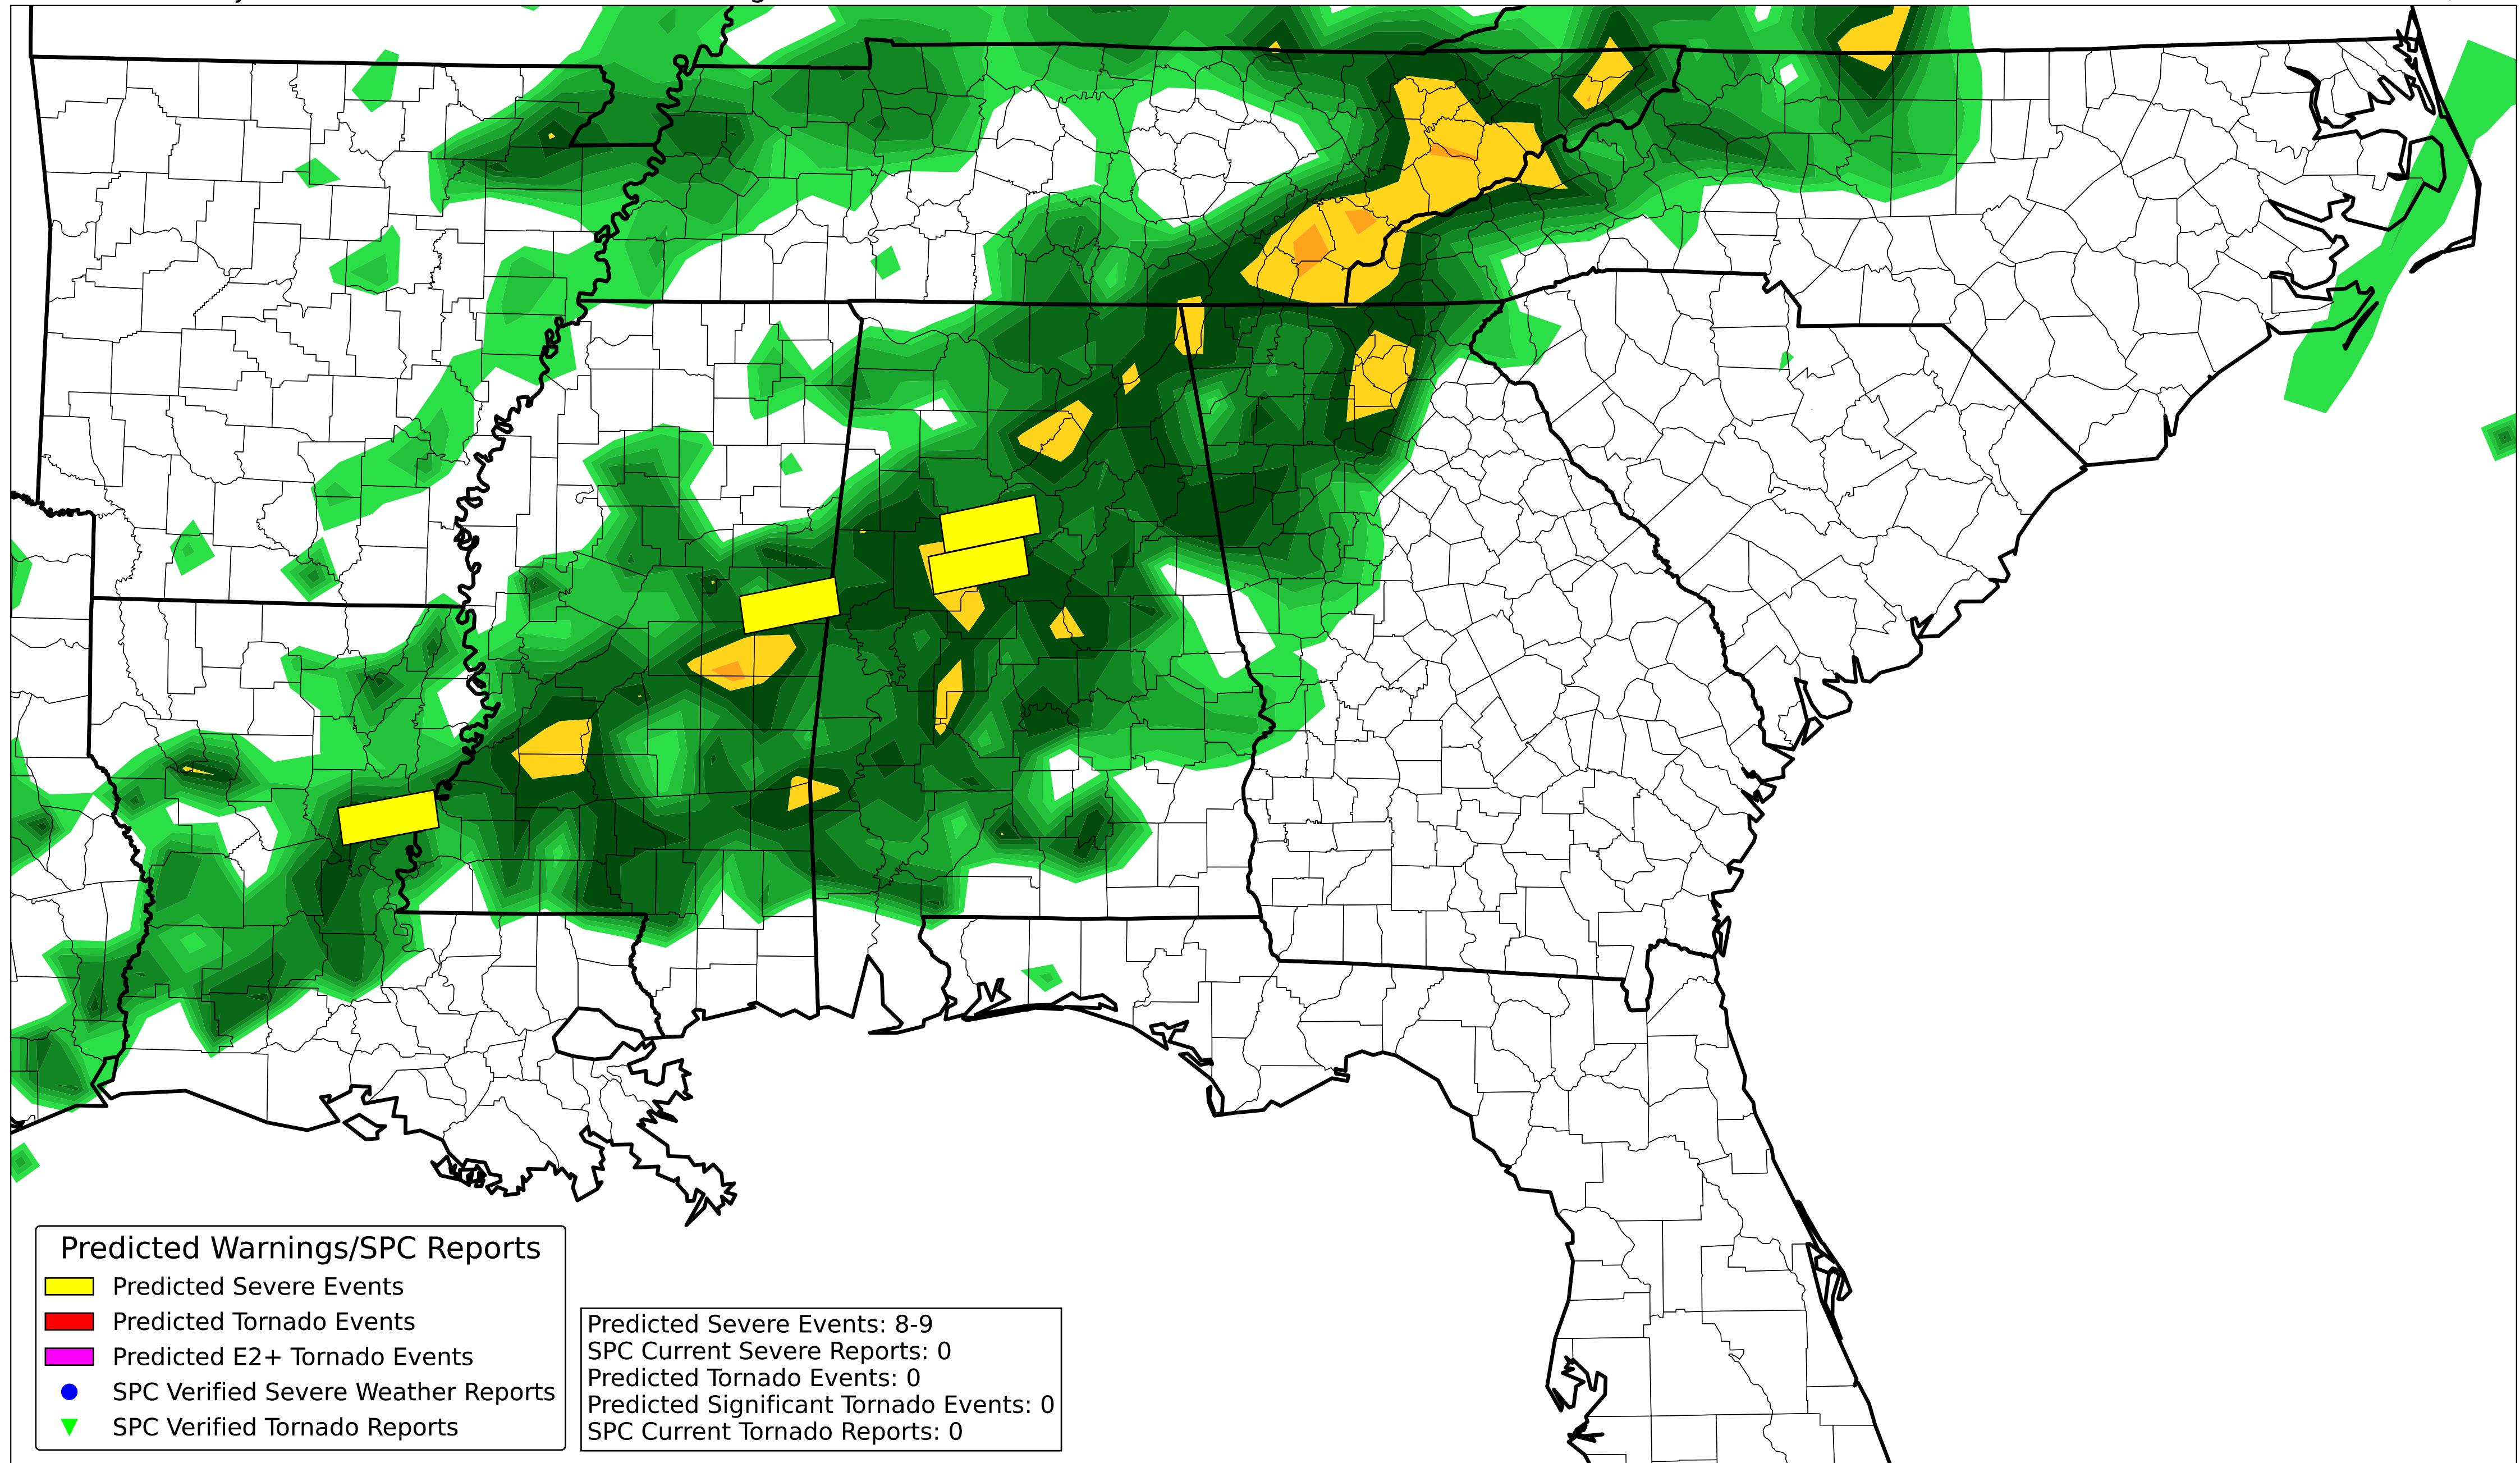 Predicted Warnings/SPC Reports
Predicted Severe Events
Predicted Tornado Events
Predicted E2+ Tornado Events
SPC Verified Severe Weather Reports
SPC Verified Tornado Reports
Predicted Severe Events: 8-9
SPC Current Severe Reports: 0
Predicted Tornado Events: 0
Predicted Significant Tornado Events: 0
SPC Current Tornado Reports: 0